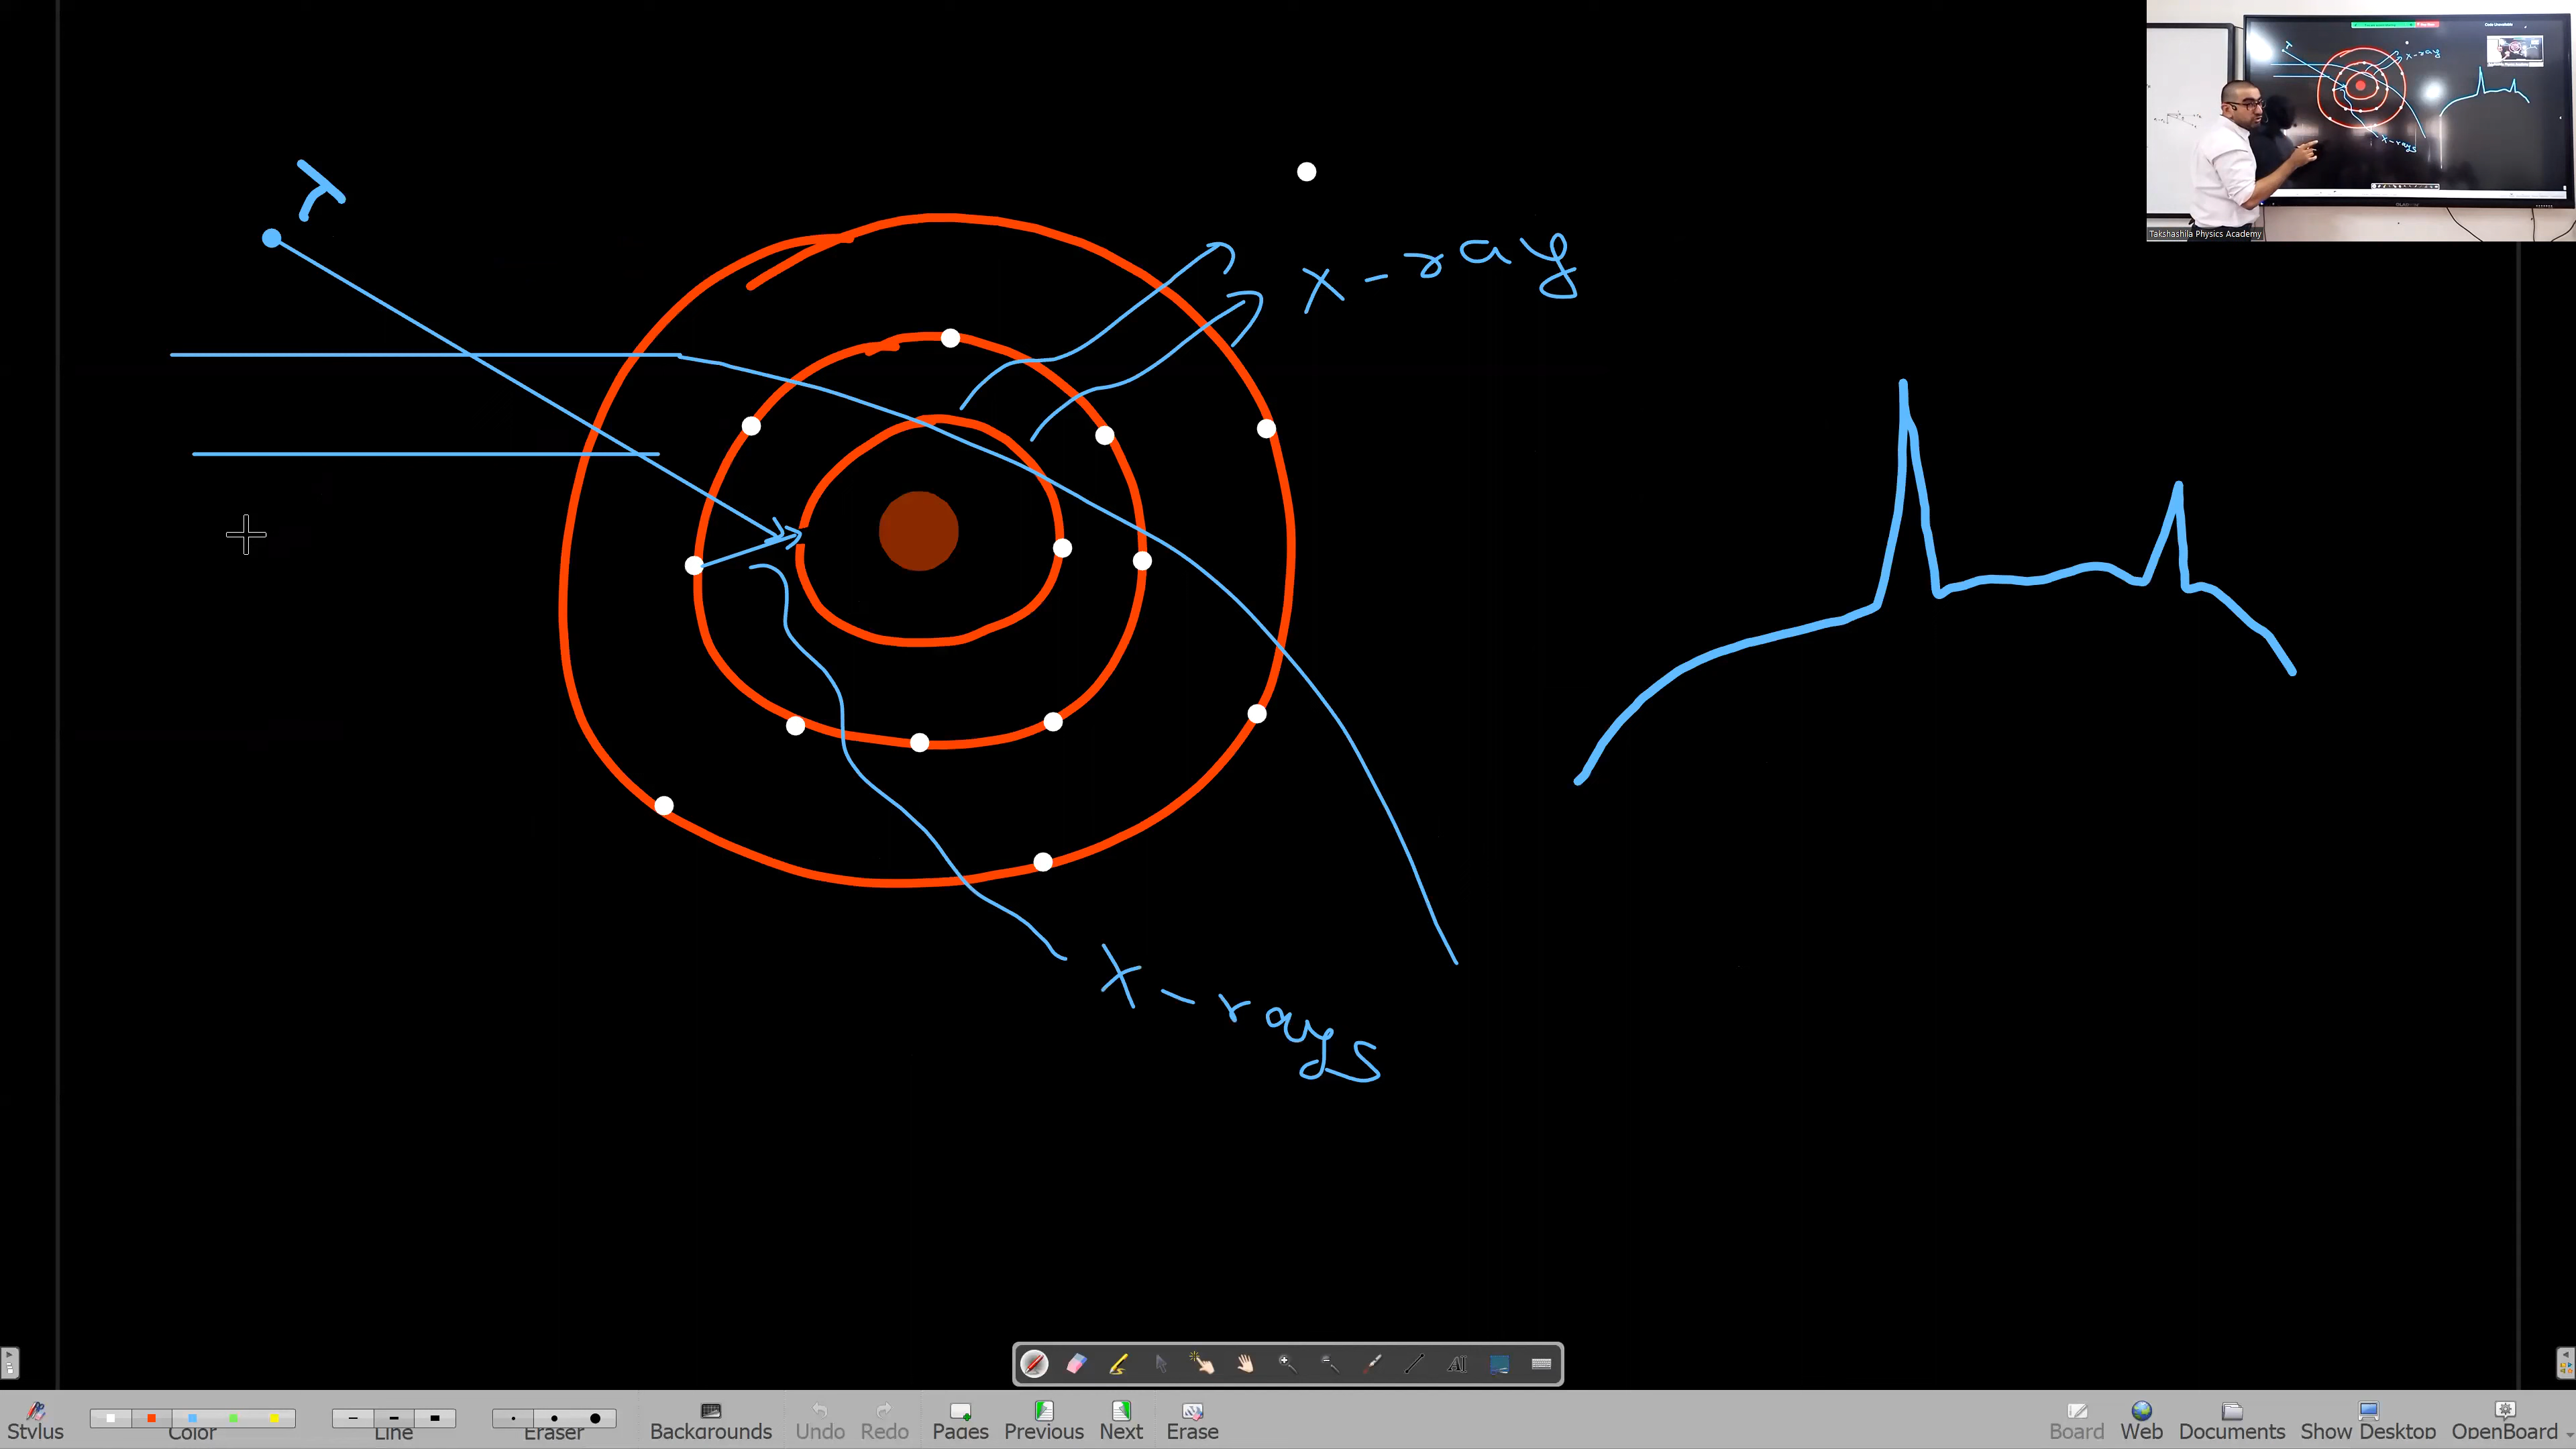 λ
x-ray
X-rays
Takshashila Physics Academy
Stylus
Color
Line
Eraser
Backgrounds
Undo
Redo
Pages
Previous
Next
Erase
Board
Web
Documents
Show Desktop
OpenBoard
AI